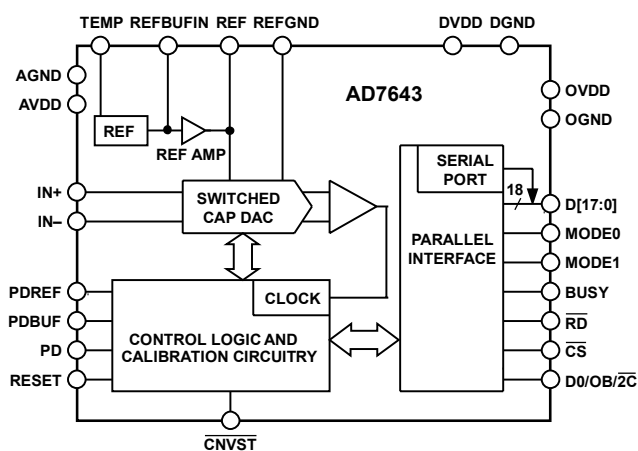 TEMP REFBUFIN REF REFGND DVDD DGND
AGND
AVDD
AD7643
OVDD
OGND
REF
REF AMP
SERIAL
PORT
18
IN+
IN–
SWITCHED
CAP DAC
D[17:0]
MODE0
MODE1
BUSY
RD
CS
D0/OB/2C
PARALLEL
INTERFACE
CLOCK
PDREF
PDBUF
PD
RESET
CONTROL LOGIC AND
CALIBRATION CIRCUITRY
CNVST